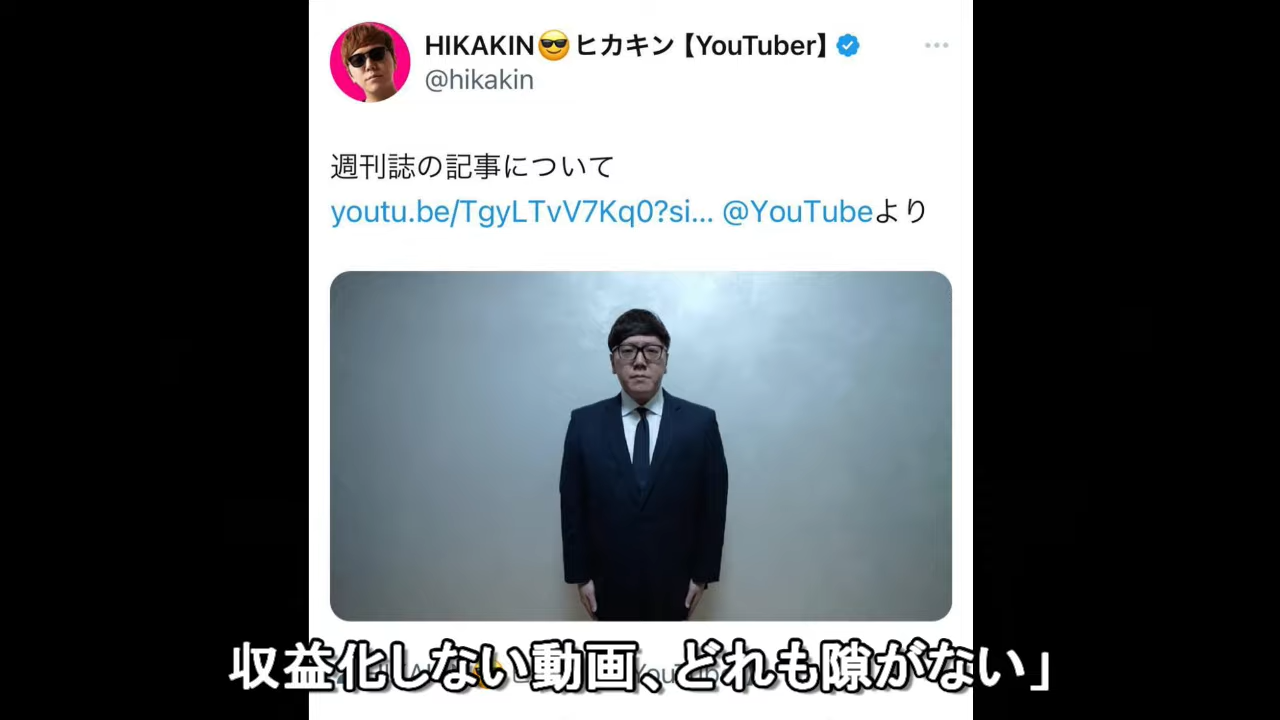 HIKAKIN😎ヒカキン【YouTuber】
@hikakin
週刊誌の記事について
youtu.be/TgyLTvV7Kq0?si... @YouTubeより
収益化しない動画、どれも隙がない」